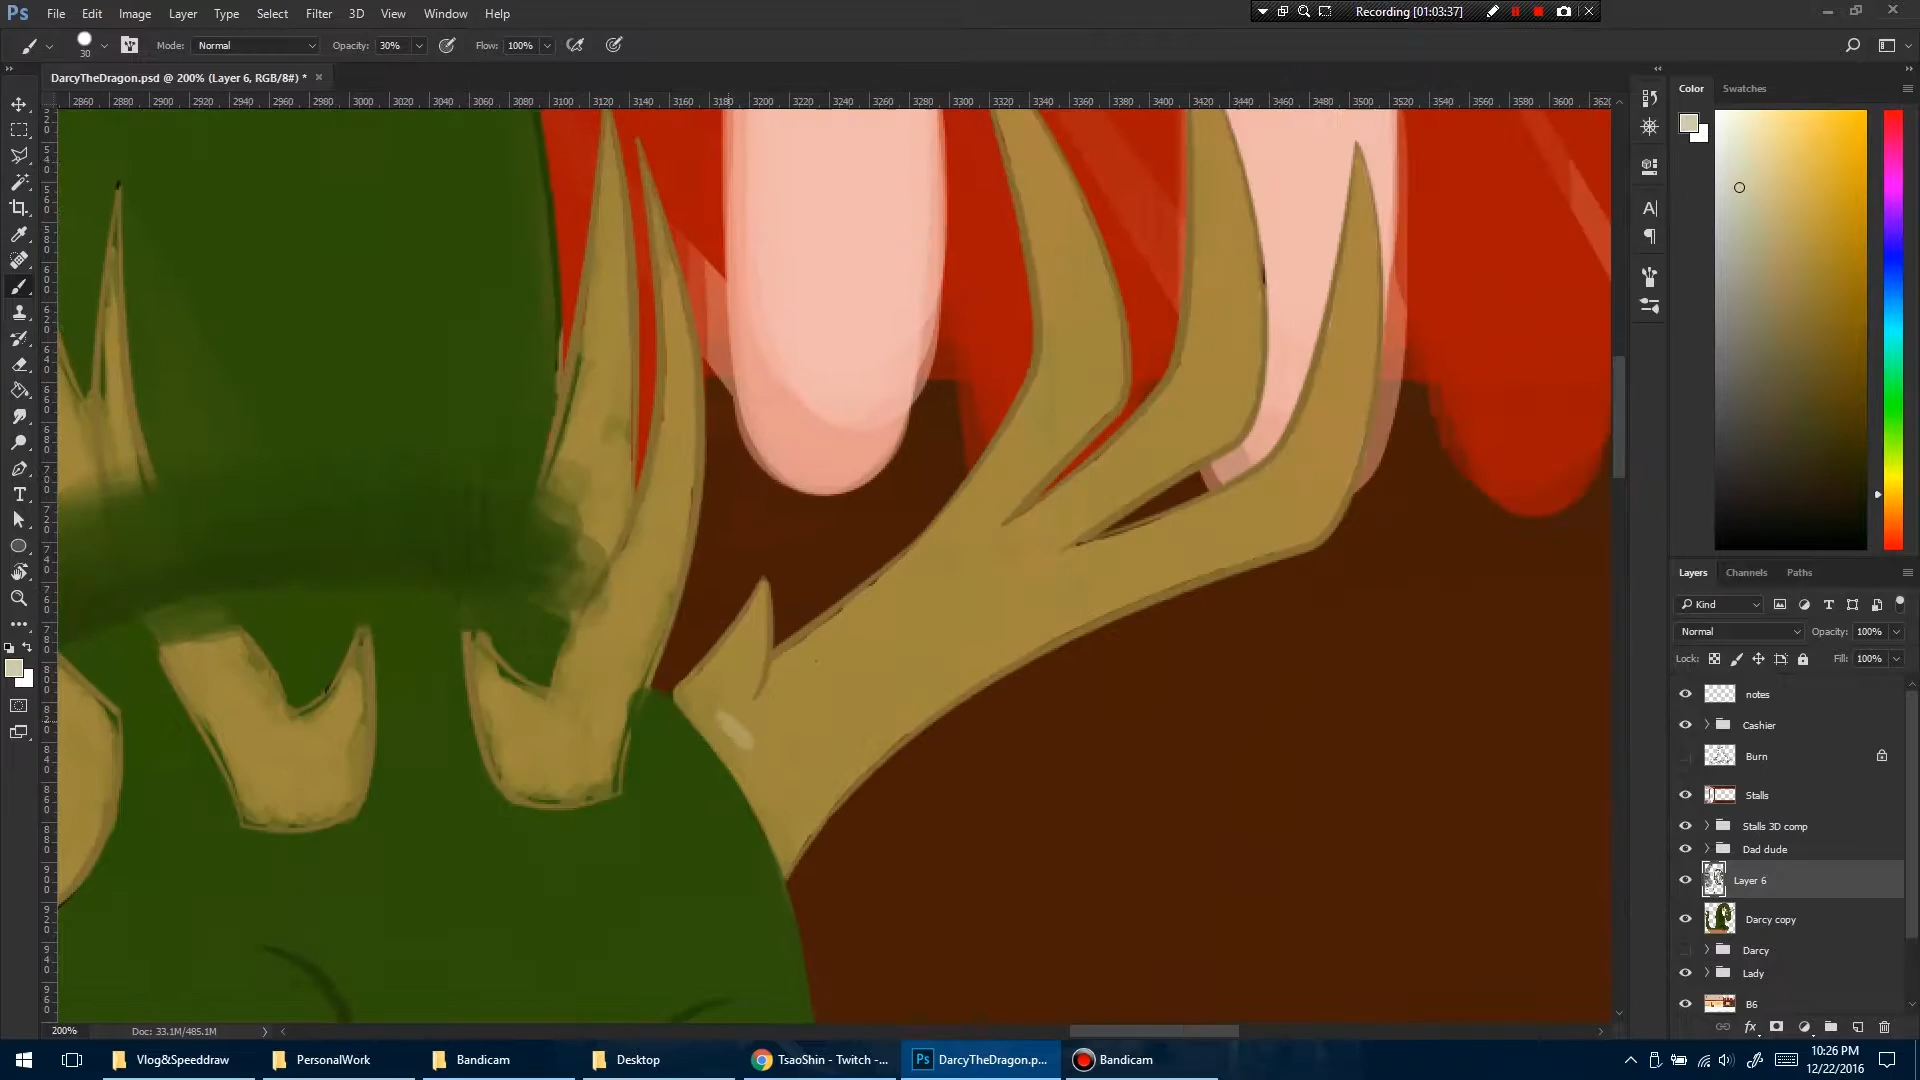 Ps File Edit Image Layer Type Select Filter 3D View Window Help
Recording [01:03:37]
30 Mode: Normal Opacity: 30% Flow: 100%
DarcyTheDragon.psd @ 200% (Layer 6, RGB/8#) *
2860 2880 2900 2920 2940 2960 2980 3000 3020 3040 3060 3080 3100 3120 3140 3160 3180 3200 3220 3240 3260 3280 3300 3320 3340 3360 3380 3400 3420 3440 3460 3480 3500 3520 3540 3560 3580 3600
Color Swatches
Layers Channels Paths
Kind
Normal Opacity: 100%
Lock: Fill: 100%
notes
Cashier
Burn
Stalls
Stalls 3D comp
Dad dude
Layer 6
Darcy copy
Darcy
Lady
B6
200% Doc: 33.1M/485.1M
Vlog&Speeddraw PersonalWork Bandicam Desktop TsaoShin - Twitch -... DarcyTheDragon.p... Bandicam
10:26 PM
12/22/2016